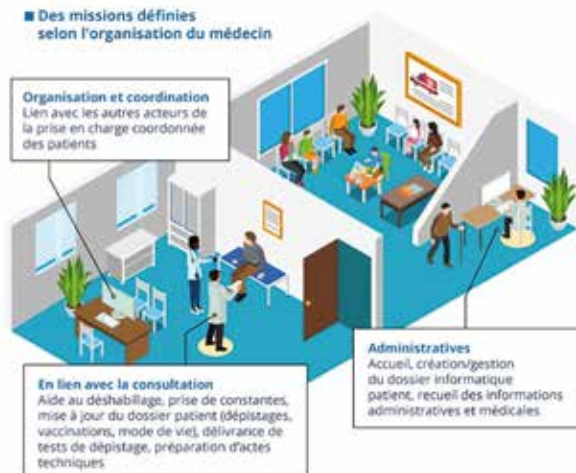 Des missions définies
selon l'organisation du médecin
Organisation et coordination
Lien avec les autres acteurs de
la prise en charge coordonnée
des patients
En lien avec la consultation
Aide au déshabillage, prise de constantes,
mise à jour du dossier patient (dépistages,
vaccinations, mode de vie), délivrance de
tests de dépistage, préparation d'actes
techniques
Administratives
Accueil, création/gestion
du dossier informatique
patient, recueil des informations
administratives et médicales